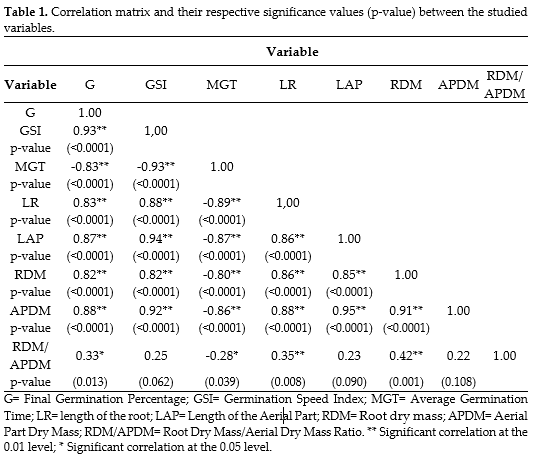 Table 1. Correlation matrix and their respective significance values (p-value) between the studied
variables.
Variable
Variable G GSI MGT LR LAP RDM APDM RDM/
APDM
G 1.00
GSI 0.93** 1,00
p-value (<0.0001)
MGT -0.83** -0.93** 1.00
p-value (<0.0001) (<0.0001)
LR 0.83** 0.88** -0.89** 1,00
p-value (<0.0001) (<0.0001) (<0.0001)
LAP 0.87** 0.94** -0.87** 0.86** 1.00
p-value (<0.0001) (<0.0001) (<0.0001) (<0.0001)
RDM 0.82** 0.82** -0.80** 0.86** 0.85** 1.00
p-value (<0.0001) (<0.0001) (<0.0001) (<0.0001) (<0.0001)
APDM 0.88** 0.92** -0.86** 0.88** 0.95** 0.91** 1.00
p-value (<0.0001) (<0.0001) (<0.0001) (<0.0001) (<0.0001) (<0.0001)
RDM/
APDM 0.33* 0.25 -0.28* 0.35** 0.23 0.42** 0.22 1.00
p-value (0.013) (0.062) (0.039) (0.008) (0.090) (0.001) (0.108)
G= Final Germination Percentage; GSI= Germination Speed Index; MGT= Average Germination
Time; LR= length of the root; LAP= Length of the Aerial Part; RDM= Root dry mass; APDM= Aerial
Part Dry Mass; RDM/APDM= Root Dry Mass/Aerial Dry Mass Ratio. ** Significant correlation at the
0.01 level; * Significant correlation at the 0.05 level.